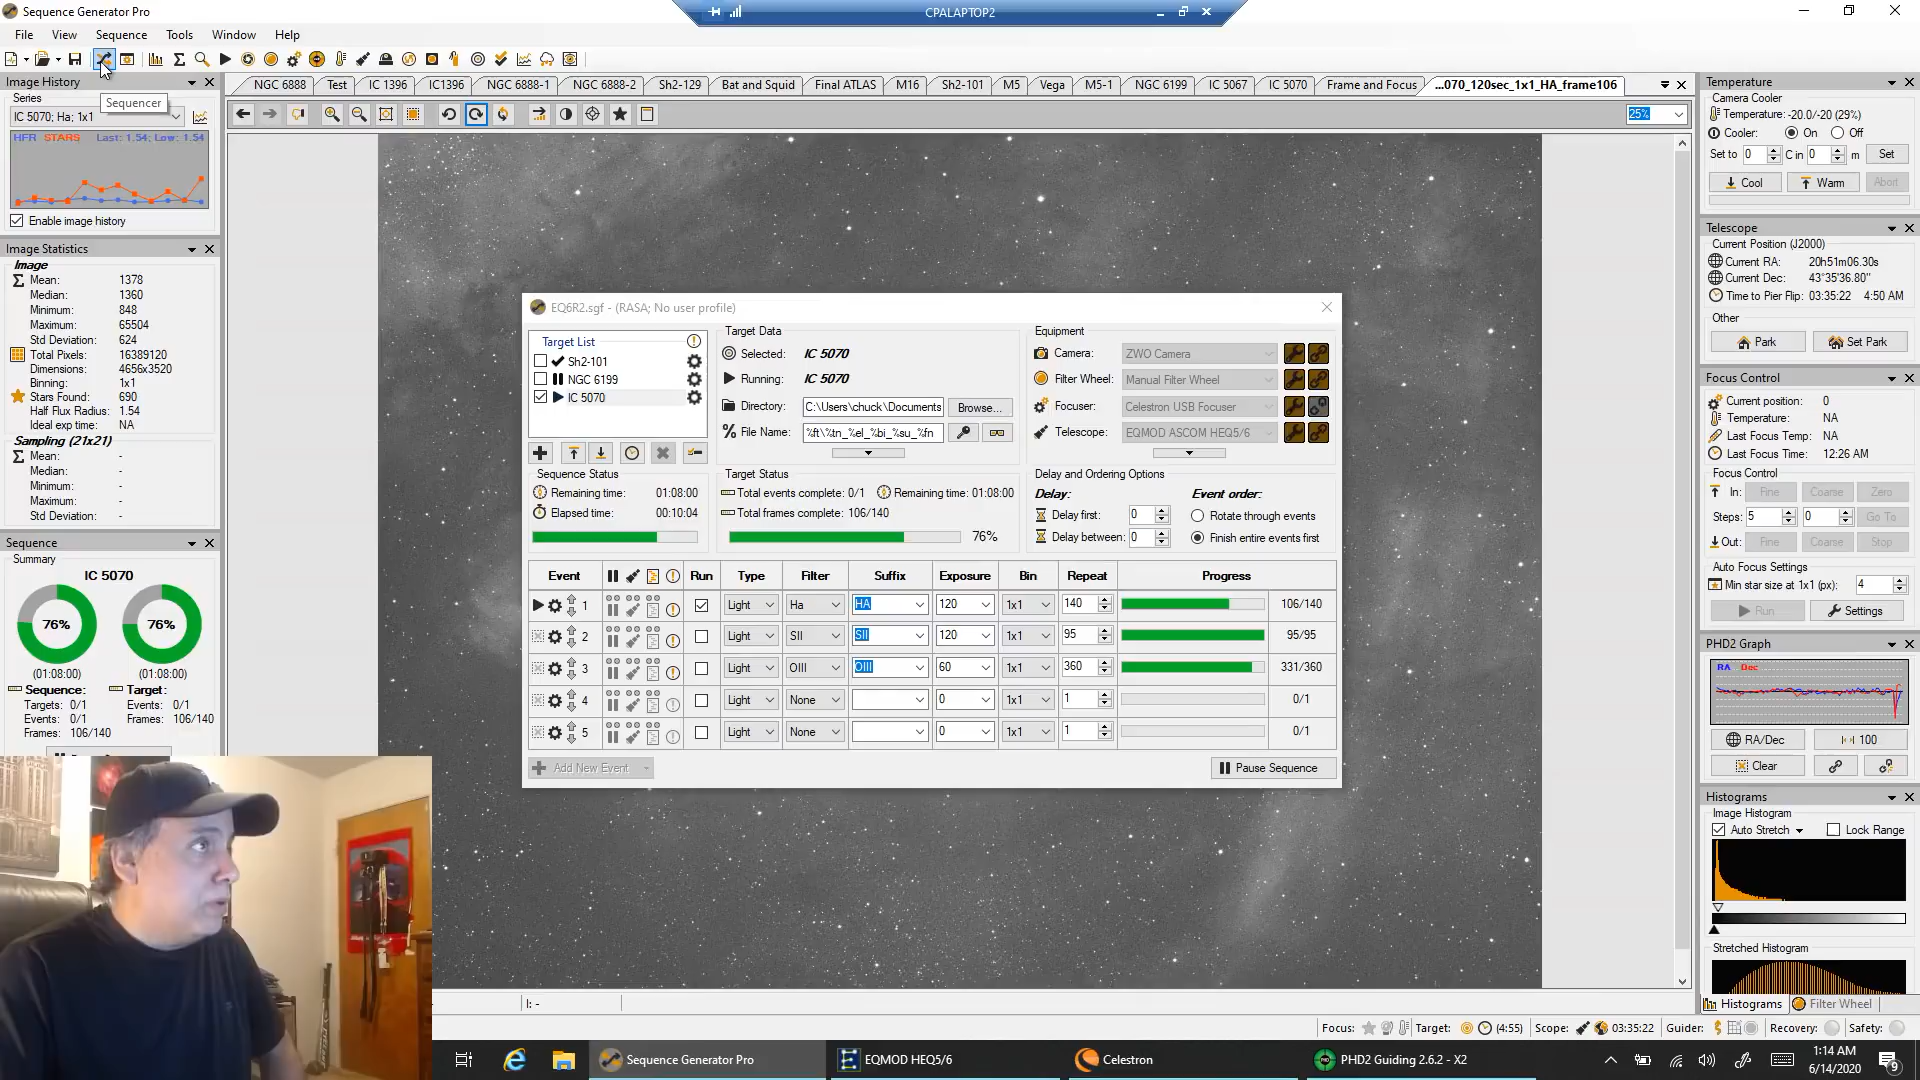 Sequence Generator Pro
CPALAPTOP2
File View Sequence Tools Window Help
Image History
Series
Sequencer
IC 5070; Ha; 1x1
HFR STARS Last: 1.54; Low: 1.54
Enable image history
Image Statistics
Image
Mean: 1378
Median: 1360
Minimum: 848
Maximum: 65504
Std Deviation: 624
Total Pixels: 16389120
Dimensions: 4656x3520
Binning: 1x1
Stars Found: 690
Half Flux Radius: 1.54
Ideal exp time: NA
Sampling (21x21)
Mean: -
Median: -
Minimum: -
Maximum: -
Std Deviation: -
Sequence
Summary
IC 5070
76% 76%
(01:08:00) (01:08:00)
Sequence: Target:
Targets: 0/1 Events: 0/1
Events: 0/1 Frames: 106/140
Frames: 106/140
NGC 6888 Test IC 1396 IC1396 NGC 6888-1 NGC 6888-2 Sh2-129 Bat and Squid Final ATLAS M16 Sh2-101 M5 Vega M5-1 NGC 6199 IC 5067 IC 5070 Frame and Focus ...070_120sec_1x1_HA_frame106
25%
EQ6R2.sgf - (RASA; No user profile)
Target List
Sh2-101
NGC 6199
IC 5070
Target Data
Selected: IC 5070
Running: IC 5070
Directory: C:\Users\chuck\Documents Browse...
File Name: %ft\%tn_%el_%bi_%su_%fn
Equipment
Camera: ZWO Camera
Filter Wheel: Manual Filter Wheel
Focuser: Celestron USB Focuser
Telescope: EQMOD ASCOM HEQ5/6
Sequence Status
Remaining time: 01:08:00
Elapsed time: 00:10:04
Target Status
Total events complete: 0/1 Remaining time: 01:08:00
Total frames complete: 106/140
76%
Delay and Ordering Options
Delay: Event order:
Delay first: 0 Rotate through events
Delay between: 0 Finish entire events first
Event Run Type Filter Suffix Exposure Bin Repeat Progress
1 Light Ha HA 120 1x1 140 106/140
2 Light SII SII 120 1x1 95 95/95
3 Light OIII OIII 60 1x1 360 331/360
4 Light None 0 1x1 1 0/1
5 Light None 0 1x1 1 0/1
Add New Event Pause Sequence
I: -
Temperature
Camera Cooler
Temperature: -20.0/-20 (29%)
Cooler: On Off
Set to 0 C in 0 m Set
Cool Warm Abort
Telescope
Current Position (J2000)
Current RA: 20h51m06.30s
Current Dec: 43°35'36.80"
Time to Pier Flip: 03:35:22 4:50 AM
Other
Park Set Park
Focus Control
Current position: 0
Temperature: NA
Last Focus Temp: NA
Last Focus Time: 12:26 AM
Focus Control
In: Fine Coarse Zero
Steps: 5 0 Go To
Out: Fine Coarse Stop
Auto Focus Settings
Min star size at 1x1 (px): 4
Run Settings
PHD2 Graph
RA Dec
RA/Dec 100
Clear
Histograms
Image Histogram
Auto Stretch Lock Range
Stretched Histogram
Histograms Filter Wheel
Focus: Target: (4:55) Scope: 03:35:22 Guider: Recovery: Safety:
Sequence Generator Pro EQMOD HEQ5/6 Celestron PHD2 Guiding 2.6.2 - X2
1:14 AM
6/14/2020
9